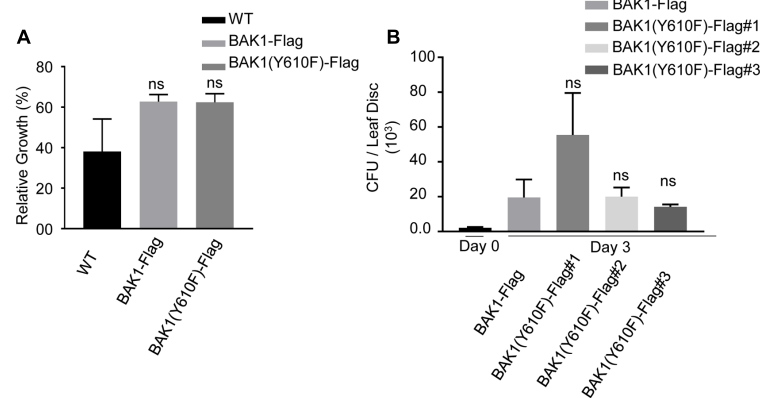 A
WT
BAK1-Flag
BAK1(Y610F)-Flag
Relative Growth (%)
80
60
40
20
00
ns
ns
WT
BAK1-Flag
BAK1(Y610F)-Flag
B
BAK1-Flag
BAK1(Y610F)-Flag#1
BAK1(Y610F)-Flag#2
BAK1(Y610F)-Flag#3
CFU / Leaf Disc
(10³)
100
80
60
40
20
0.0
ns
ns
ns
Day 0
Day 3
BAK1-Flag
BAK1(Y610F)-Flag#1
BAK1(Y610F)-Flag#2
BAK1(Y610F)-Flag#3